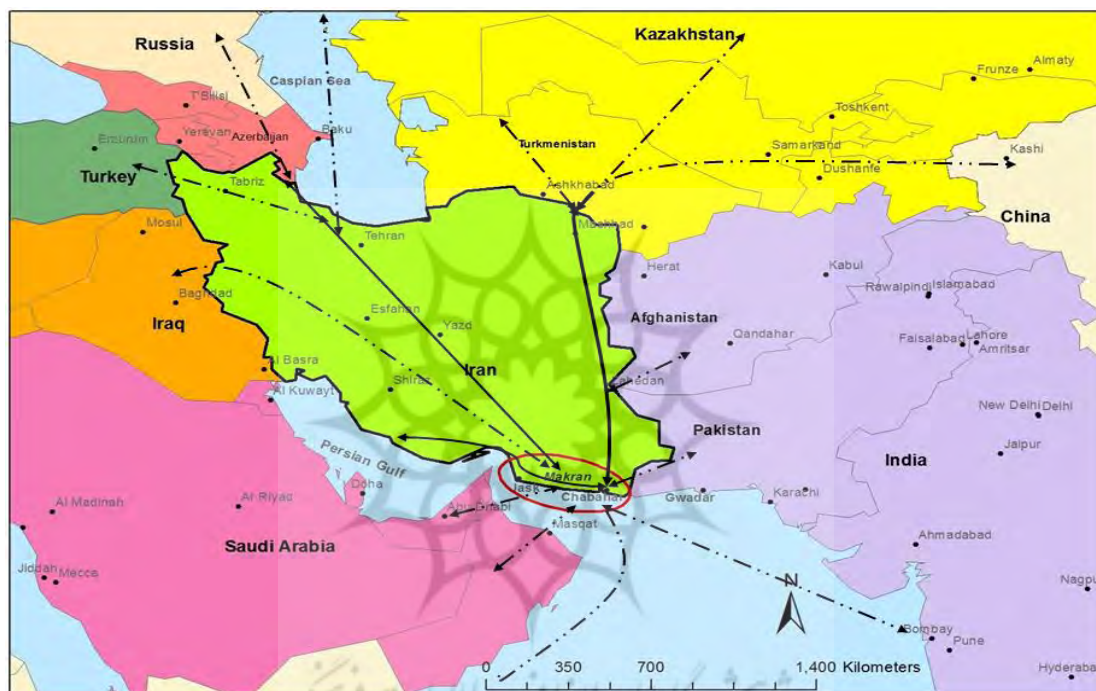 Russia
Kazakhstan
Caspian Sea
Almaty
Frunze
T'Bilisi
Toshkent
Yerevan
Azerbaijan
Baku
Erzurum
Turkmenistan
Samarkand
Kashi
Turkey
Tabriz
Dushanfe
Ashkhabad
China
Mosul
Mashhad
Tehran
Herat
Kabul
Islamabad
Rawalpindi
Baghdad
Esfahan
Afghanistan
Iraq
Yazd
Qandahar
Faisalabad
Lahore
Amritsar
Al Basra
Shiraz
Iran
Zahedan
Al Kuwayt
New Delhi
Delhi
Pakistan
Persian Gulf
Jaipur
India
Makran
Doha
Jask
Al Madinah
Ar Riyad
Chabahar
Gwadar
Karachi
Abu Dhabi
Masqat
Saudi Arabia
Ahmadabad
Jiddah
Mecce
N
Nagpu
Bombay
Pune
0 350 700 1,400 Kilometers
Hyderaba